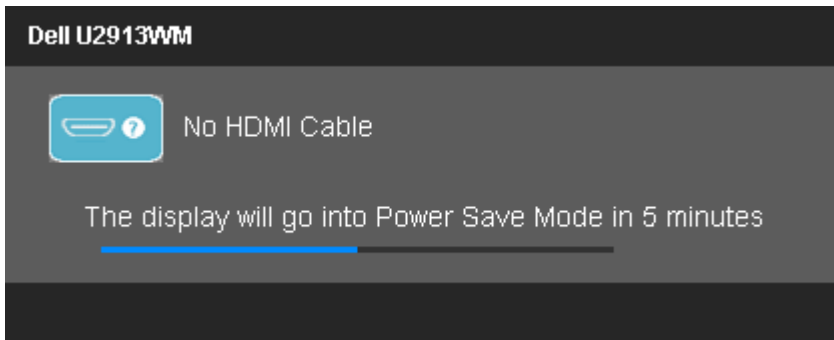 Dell U2913WM
No HDMI Cable
The display will go into Power Save Mode in 5 minutes